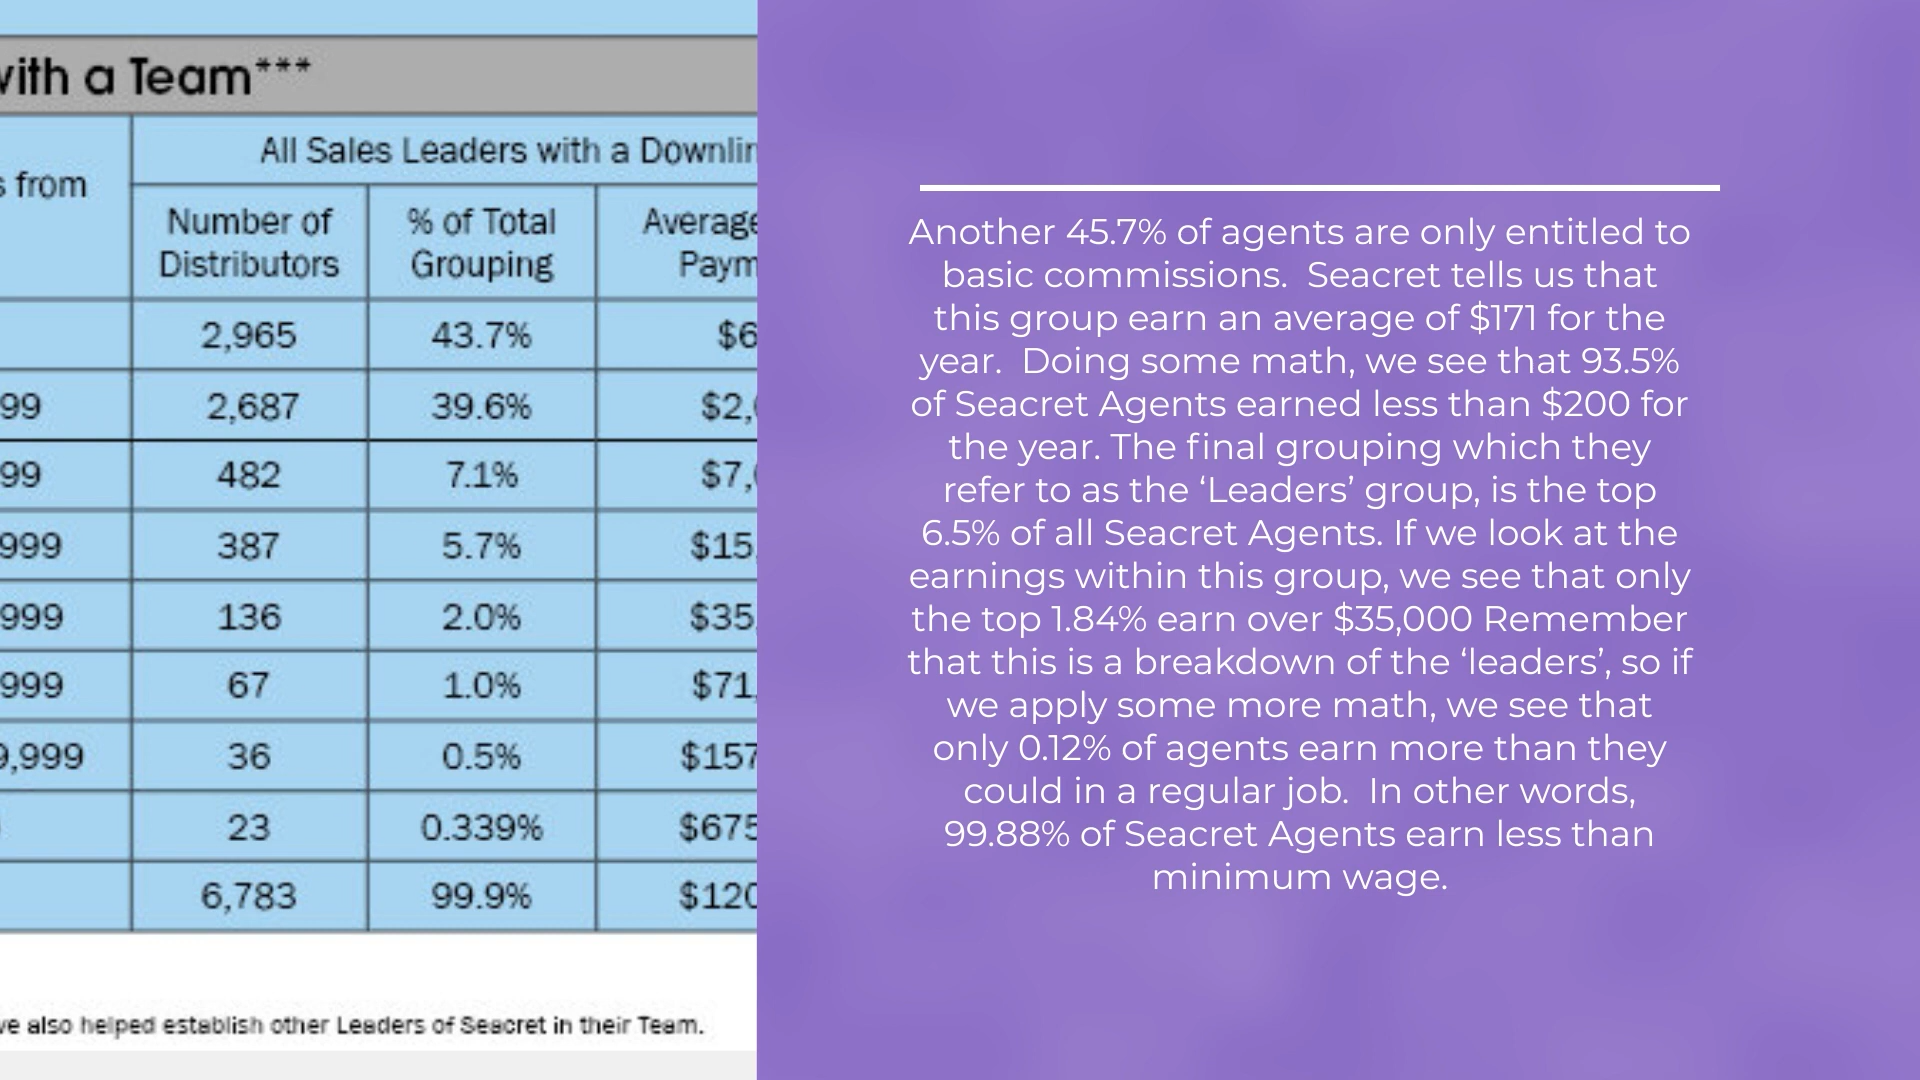 with a Team***
s from
All Sales Leaders with a Downlin
Number of Distributors
% of Total Grouping
Average Paym
2,965 43.7% $6
99 2,687 39.6% $2,
99 482 7.1% $7,
999 387 5.7% $15
999 136 2.0% $35
999 67 1.0% $71,
9,999 36 0.5% $157
23 0.339% $675
6,783 99.9% $120
ve also helped establish other Leaders of Seacret in their Team.
Another 45.7% of agents are only entitled to
basic commissions.  Seacret tells us that
this group earn an average of $171 for the
year.  Doing some math, we see that 93.5%
of Seacret Agents earned less than $200 for
the year. The final grouping which they
refer to as the ‘Leaders’ group, is the top
6.5% of all Seacret Agents. If we look at the
earnings within this group, we see that only
the top 1.84% earn over $35,000 Remember
that this is a breakdown of the ‘leaders’, so if
we apply some more math, we see that
only 0.12% of agents earn more than they
could in a regular job.  In other words,
99.88% of Seacret Agents earn less than
minimum wage.